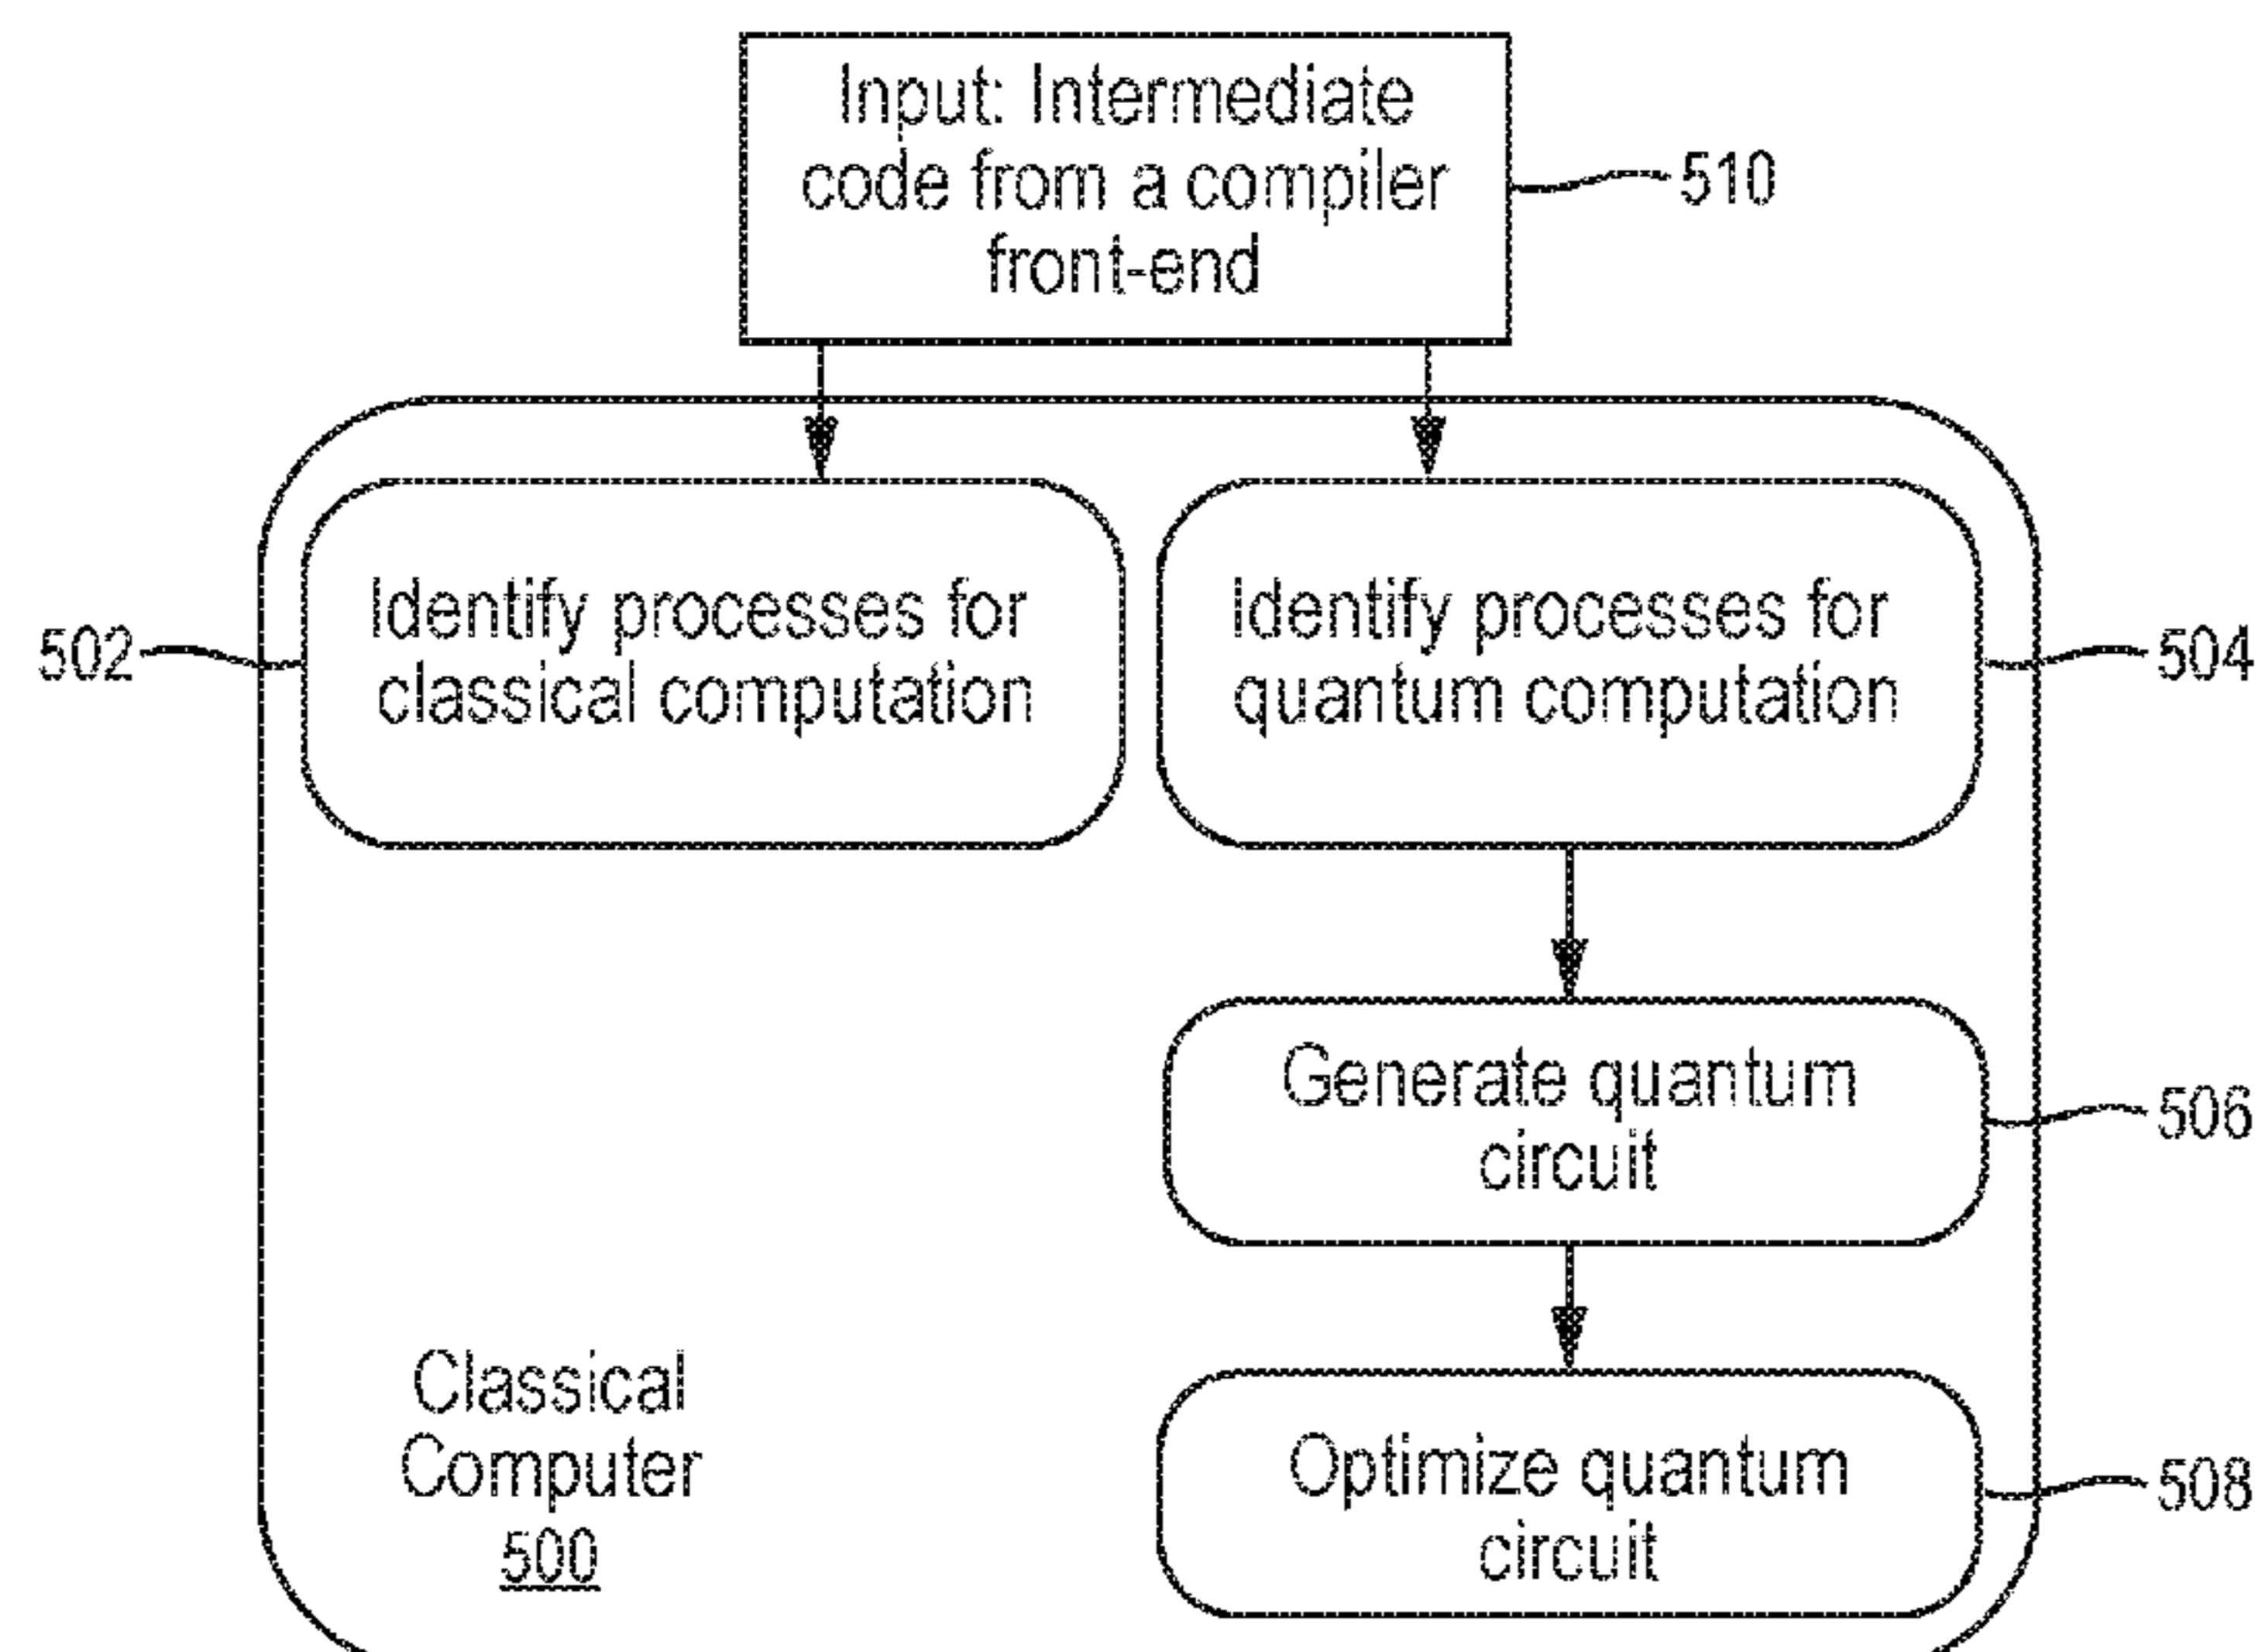 Input: Intermediate
code from a compiler
front-end
510
Identify processes for
classical computation
502
Identify processes for
quantum computation
504
Generate quantum
circuit
506
Classical
Computer
500
Optimize quantum
circuit
508